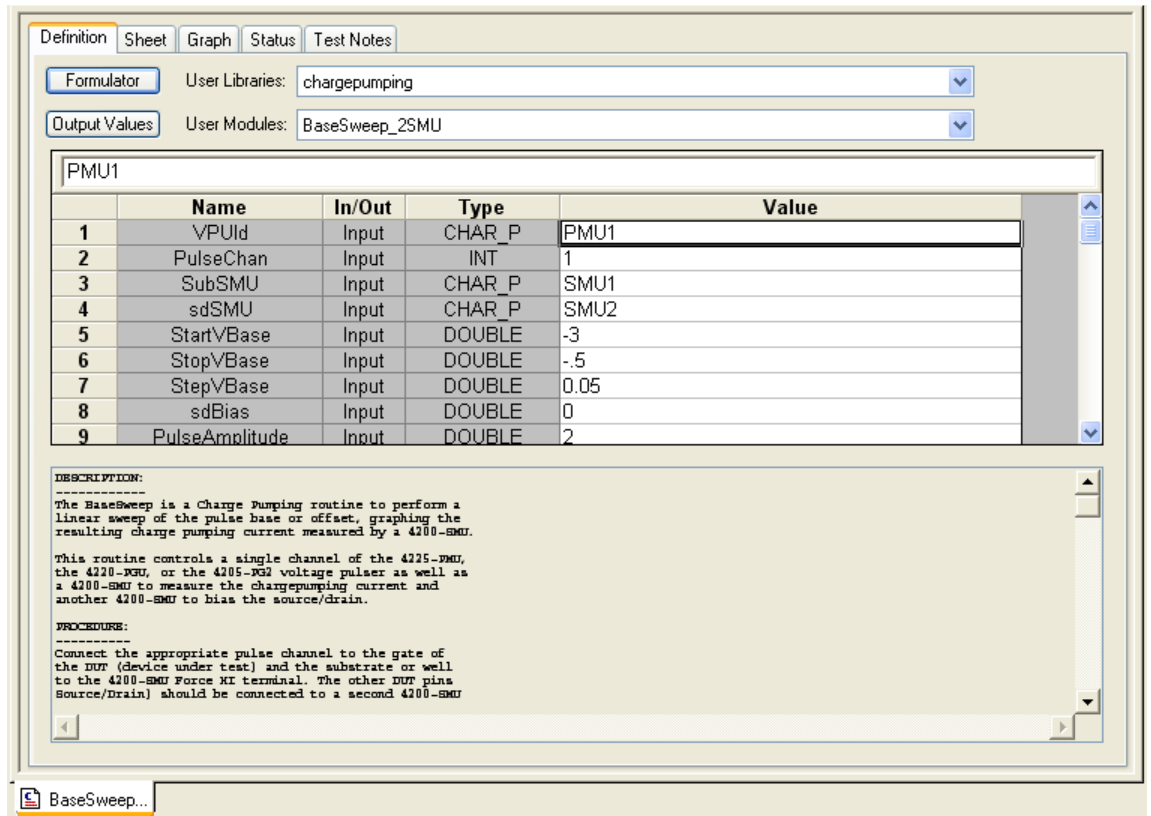 Definition Sheet Graph Status Test Notes
Formulator User Libraries: chargepumping
Output Values User Modules: BaseSweep_2SMU
PMU1
Name In/Out Type Value
1 VPUId Input CHAR_P PMU1
2 PulseChan Input INT 1
3 SubSMU Input CHAR_P SMU1
4 sdSMU Input CHAR_P SMU2
5 StartVBase Input DOUBLE -3
6 StopVBase Input DOUBLE -.5
7 StepVBase Input DOUBLE 0.05
8 sdBias Input DOUBLE 0
9 PulseAmplitude Input DOUBLE 2
DESCRIPTION:
------------
The BaseSweep is a Charge Pumping routine to perform a
linear sweep of the pulse base or offset, graphing the
resulting charge pumping current measured by a 4200-SMU.
This routine controls a single channel of the 4225-PMU,
the 4220-PGU, or the 4205-PG2 voltage pulser as well as
a 4200-SMU to measure the chargepumping current and
another 4200-SMU to bias the source/drain.
PROCEDURE:
----------
Connect the appropriate pulse channel to the gate of
the DUT (device under test) and the substrate or well
to the 4200-SMU Force HI terminal. The other DUT pins
Source/Drain) should be connected to a second 4200-SMU
BaseSweep...